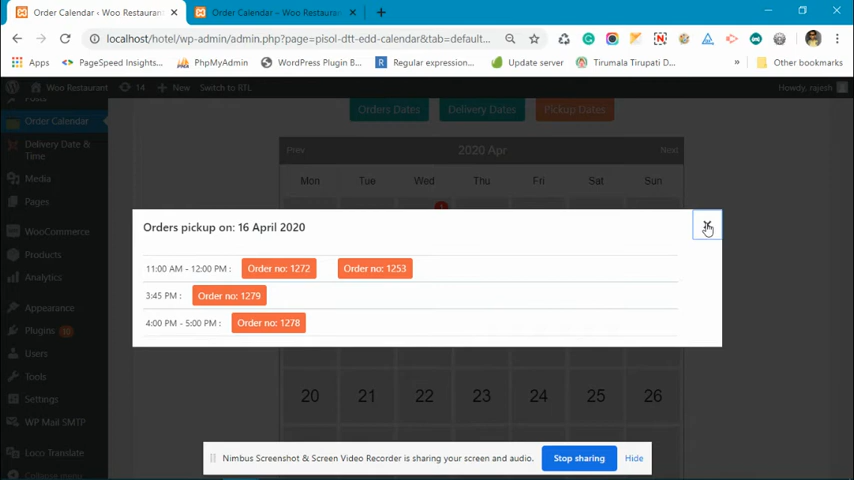 Order Calendar ‹ Woo Restauran
Order Calendar – Woo Restauran
localhost/hotel/wp-admin/admin.php?page=pisol-dtt-edd-calendar&tab=default...
Apps
PageSpeed Insights...
PhpMyAdmin
WordPress Plugin B...
Regular expression...
Update server
Tirumala Tirupati D...
»
Other bookmarks
Woo Restaurant
14
New
Switch to RTL
Howdy, rajesh
Posts
Order Calendar
Delivery Date &
Time
Media
Pages
WooCommerce
Products
Analytics
Appearance
Plugins
Users
Tools
Settings
WP Mail SMTP
Loco Translate
Collapse menu
Orders Dates
Delivery Dates
Pickup Dates
Prev
2020 Apr
Next
Mon Tue Wed Thu Fri Sat Sun
Orders pickup on: 16 April 2020
11:00 AM - 12:00 PM : Order no: 1272 Order no: 1253
3:45 PM : Order no: 1279
4:00 PM - 5:00 PM : Order no: 1278
20 21 22 23 24 25 26
Nimbus Screenshot & Screen Video Recorder is sharing your screen and audio.
Stop sharing
Hide